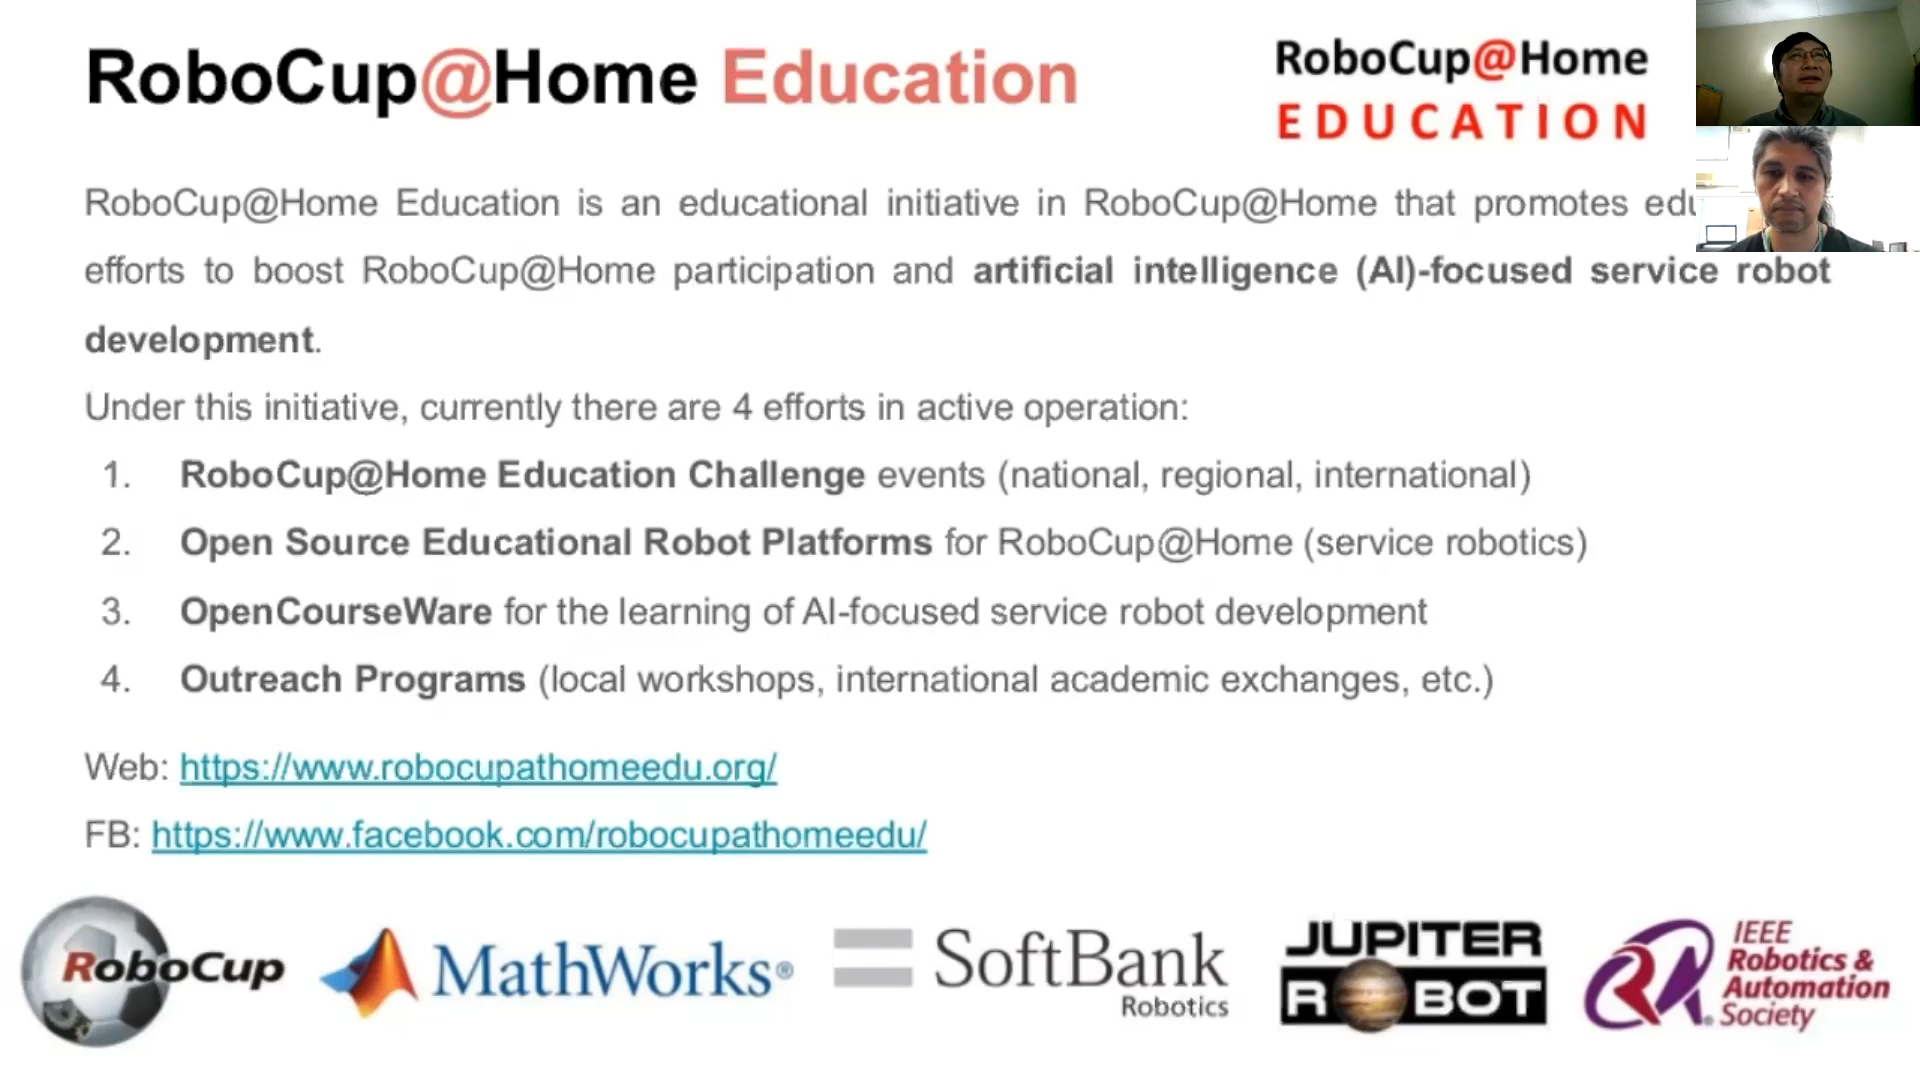 RoboCup@Home Education
RoboCup@Home
EDUCATION
RoboCup@Home Education is an educational initiative in RoboCup@Home that promotes
efforts to boost RoboCup@Home participation and artificial intelligence (AI)-focused service robot
development.
Under this initiative, currently there are 4 efforts in active operation:
1. RoboCup@Home Education Challenge events (national, regional, international)
2. Open Source Educational Robot Platforms for RoboCup@Home (service robotics)
3. OpenCourseWare for the learning of AI-focused service robot development
4. Outreach Programs (local workshops, international academic exchanges, etc.)
Web: https://www.robocupathomeedu.org/
FB: https://www.facebook.com/robocupathomeedu/
RoboCup
MathWorks®
SoftBank
Robotics
JUPITER
ROBOT
IEEE
Robotics &
Automation
Society